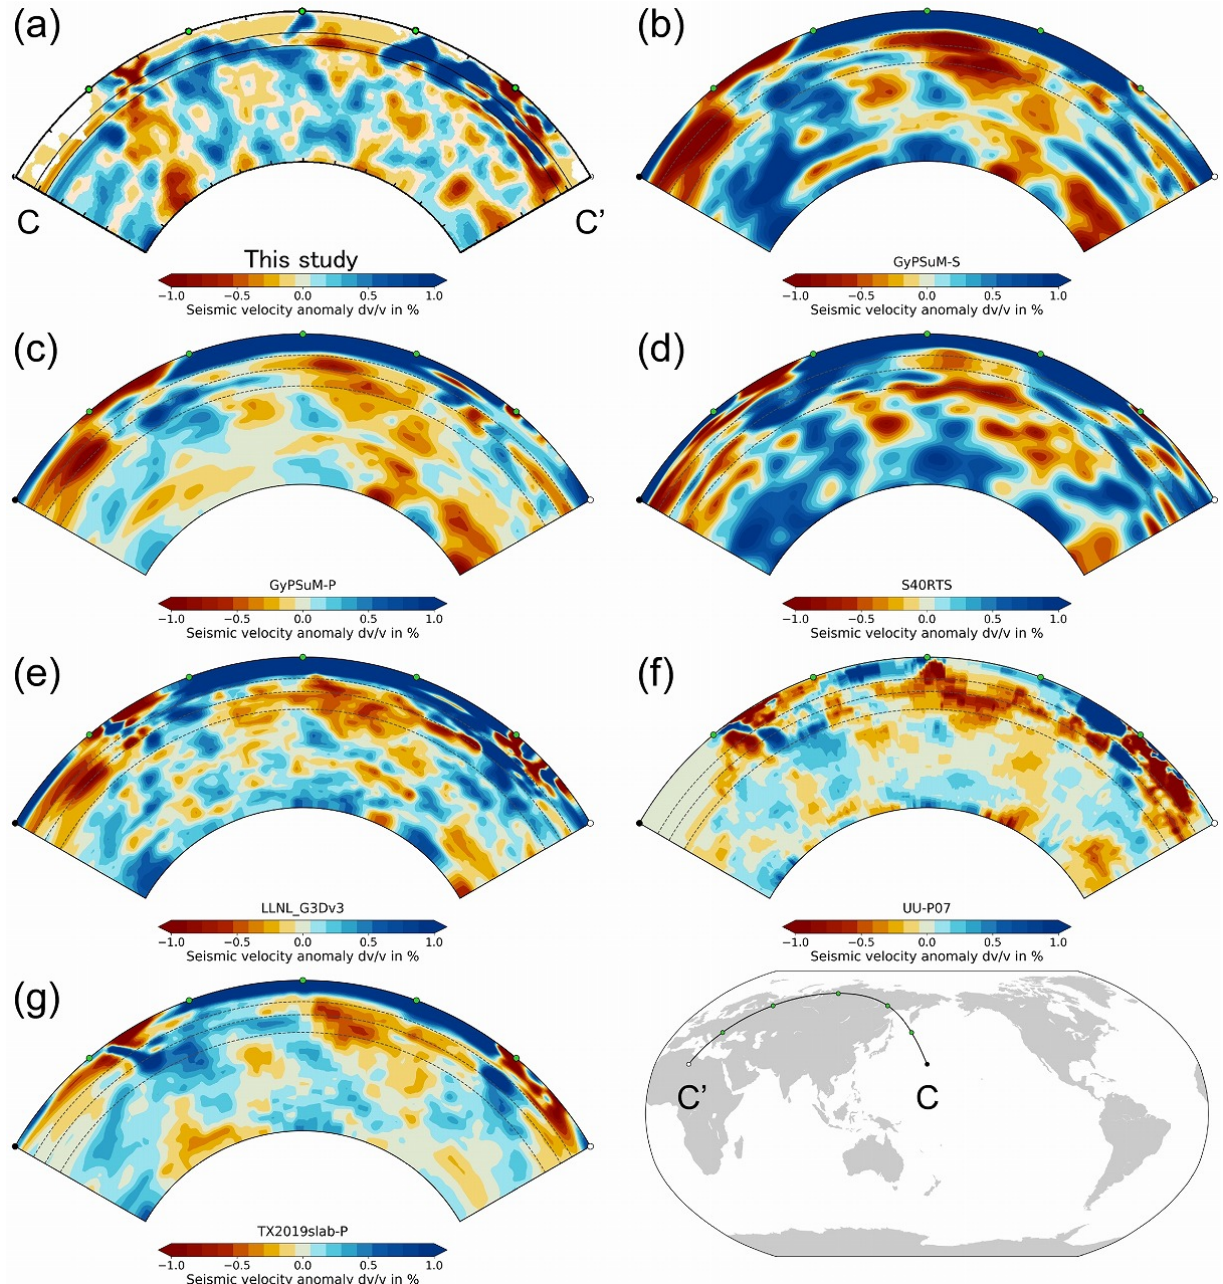 (a)
C
C’
This study
−1.0 −0.5 0.0 0.5 1.0
Seismic velocity anomaly dv/v in %
(b)
GyPSuM-S
−1.0 −0.5 0.0 0.5 1.0
Seismic velocity anomaly dv/v in %
(c)
GyPSuM-P
−1.0 −0.5 0.0 0.5 1.0
Seismic velocity anomaly dv/v in %
(d)
S40RTS
−1.0 −0.5 0.0 0.5 1.0
Seismic velocity anomaly dv/v in %
(e)
LLNL_G3Dv3
−1.0 −0.5 0.0 0.5 1.0
Seismic velocity anomaly dv/v in %
(f)
UU-P07
−1.0 −0.5 0.0 0.5 1.0
Seismic velocity anomaly dv/v in %
(g)
TX2019slab-P
−1.0 −0.5 0.0 0.5 1.0
Seismic velocity anomaly dv/v in %
C’
C